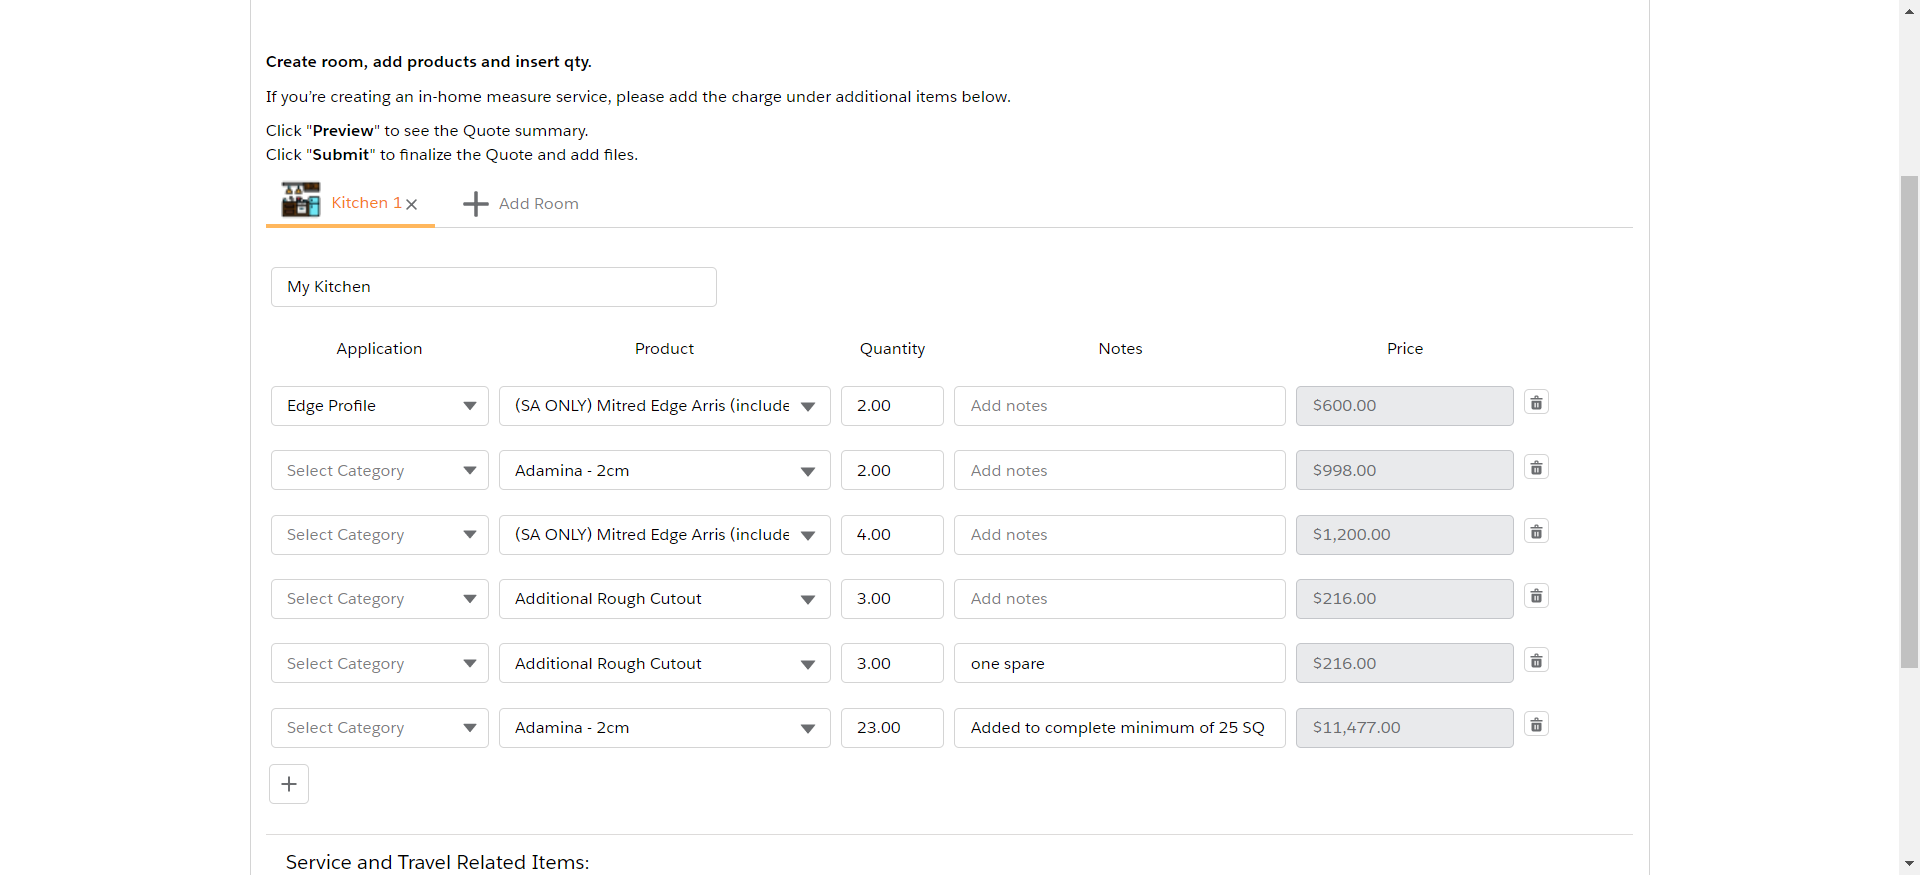 Create room, add products and insert qty.
If you’re creating an in-home measure service, please add the charge under additional items below.
Click "Preview" to see the Quote summary.
Click "Submit" to finalize the Quote and add files.
Kitchen 1
Add Room
My Kitchen
Application Product Quantity Notes Price
Edge Profile (SA ONLY) Mitred Edge Arris (include 2.00 Add notes $600.00
Select Category Adamina - 2cm 2.00 Add notes $998.00
Select Category (SA ONLY) Mitred Edge Arris (include 4.00 Add notes $1,200.00
Select Category Additional Rough Cutout 3.00 Add notes $216.00
Select Category Additional Rough Cutout 3.00 one spare $216.00
Select Category Adamina - 2cm 23.00 Added to complete minimum of 25 SQ $11,477.00
Service and Travel Related Items: